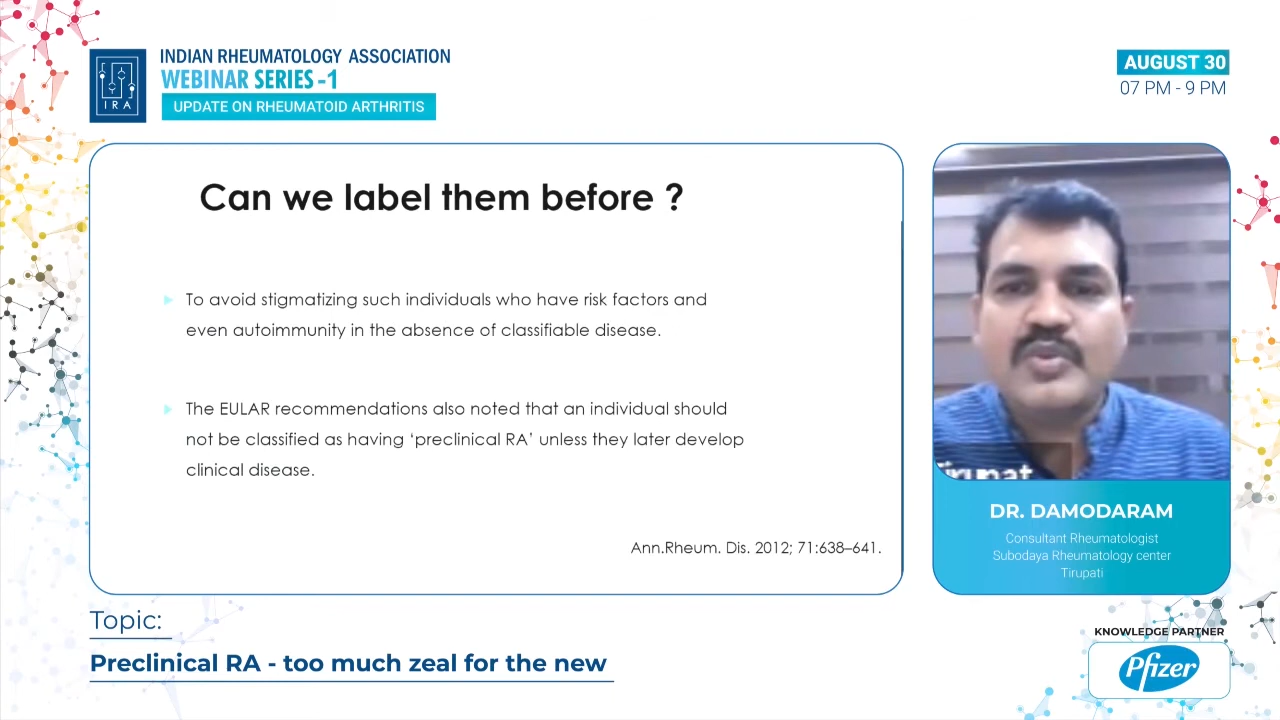 INDIAN RHEUMATOLOGY ASSOCIATION
WEBINAR SERIES -1
UPDATE ON RHEUMATOID ARTHRITIS
IRA
AUGUST 30
07 PM - 9 PM
Can we label them before ?
To avoid stigmatizing such individuals who have risk factors and
even autoimmunity in the absence of classifiable disease.
The EULAR recommendations also noted that an individual should
not be classified as having ‘preclinical RA’ unless they later develop
clinical disease.
Ann.Rheum. Dis. 2012; 71:638–641.
DR. DAMODARAM
Consultant Rheumatologist
Subodaya Rheumatology center
Tirupati
Topic:
Preclinical RA - too much zeal for the new
KNOWLEDGE PARTNER
Pfizer